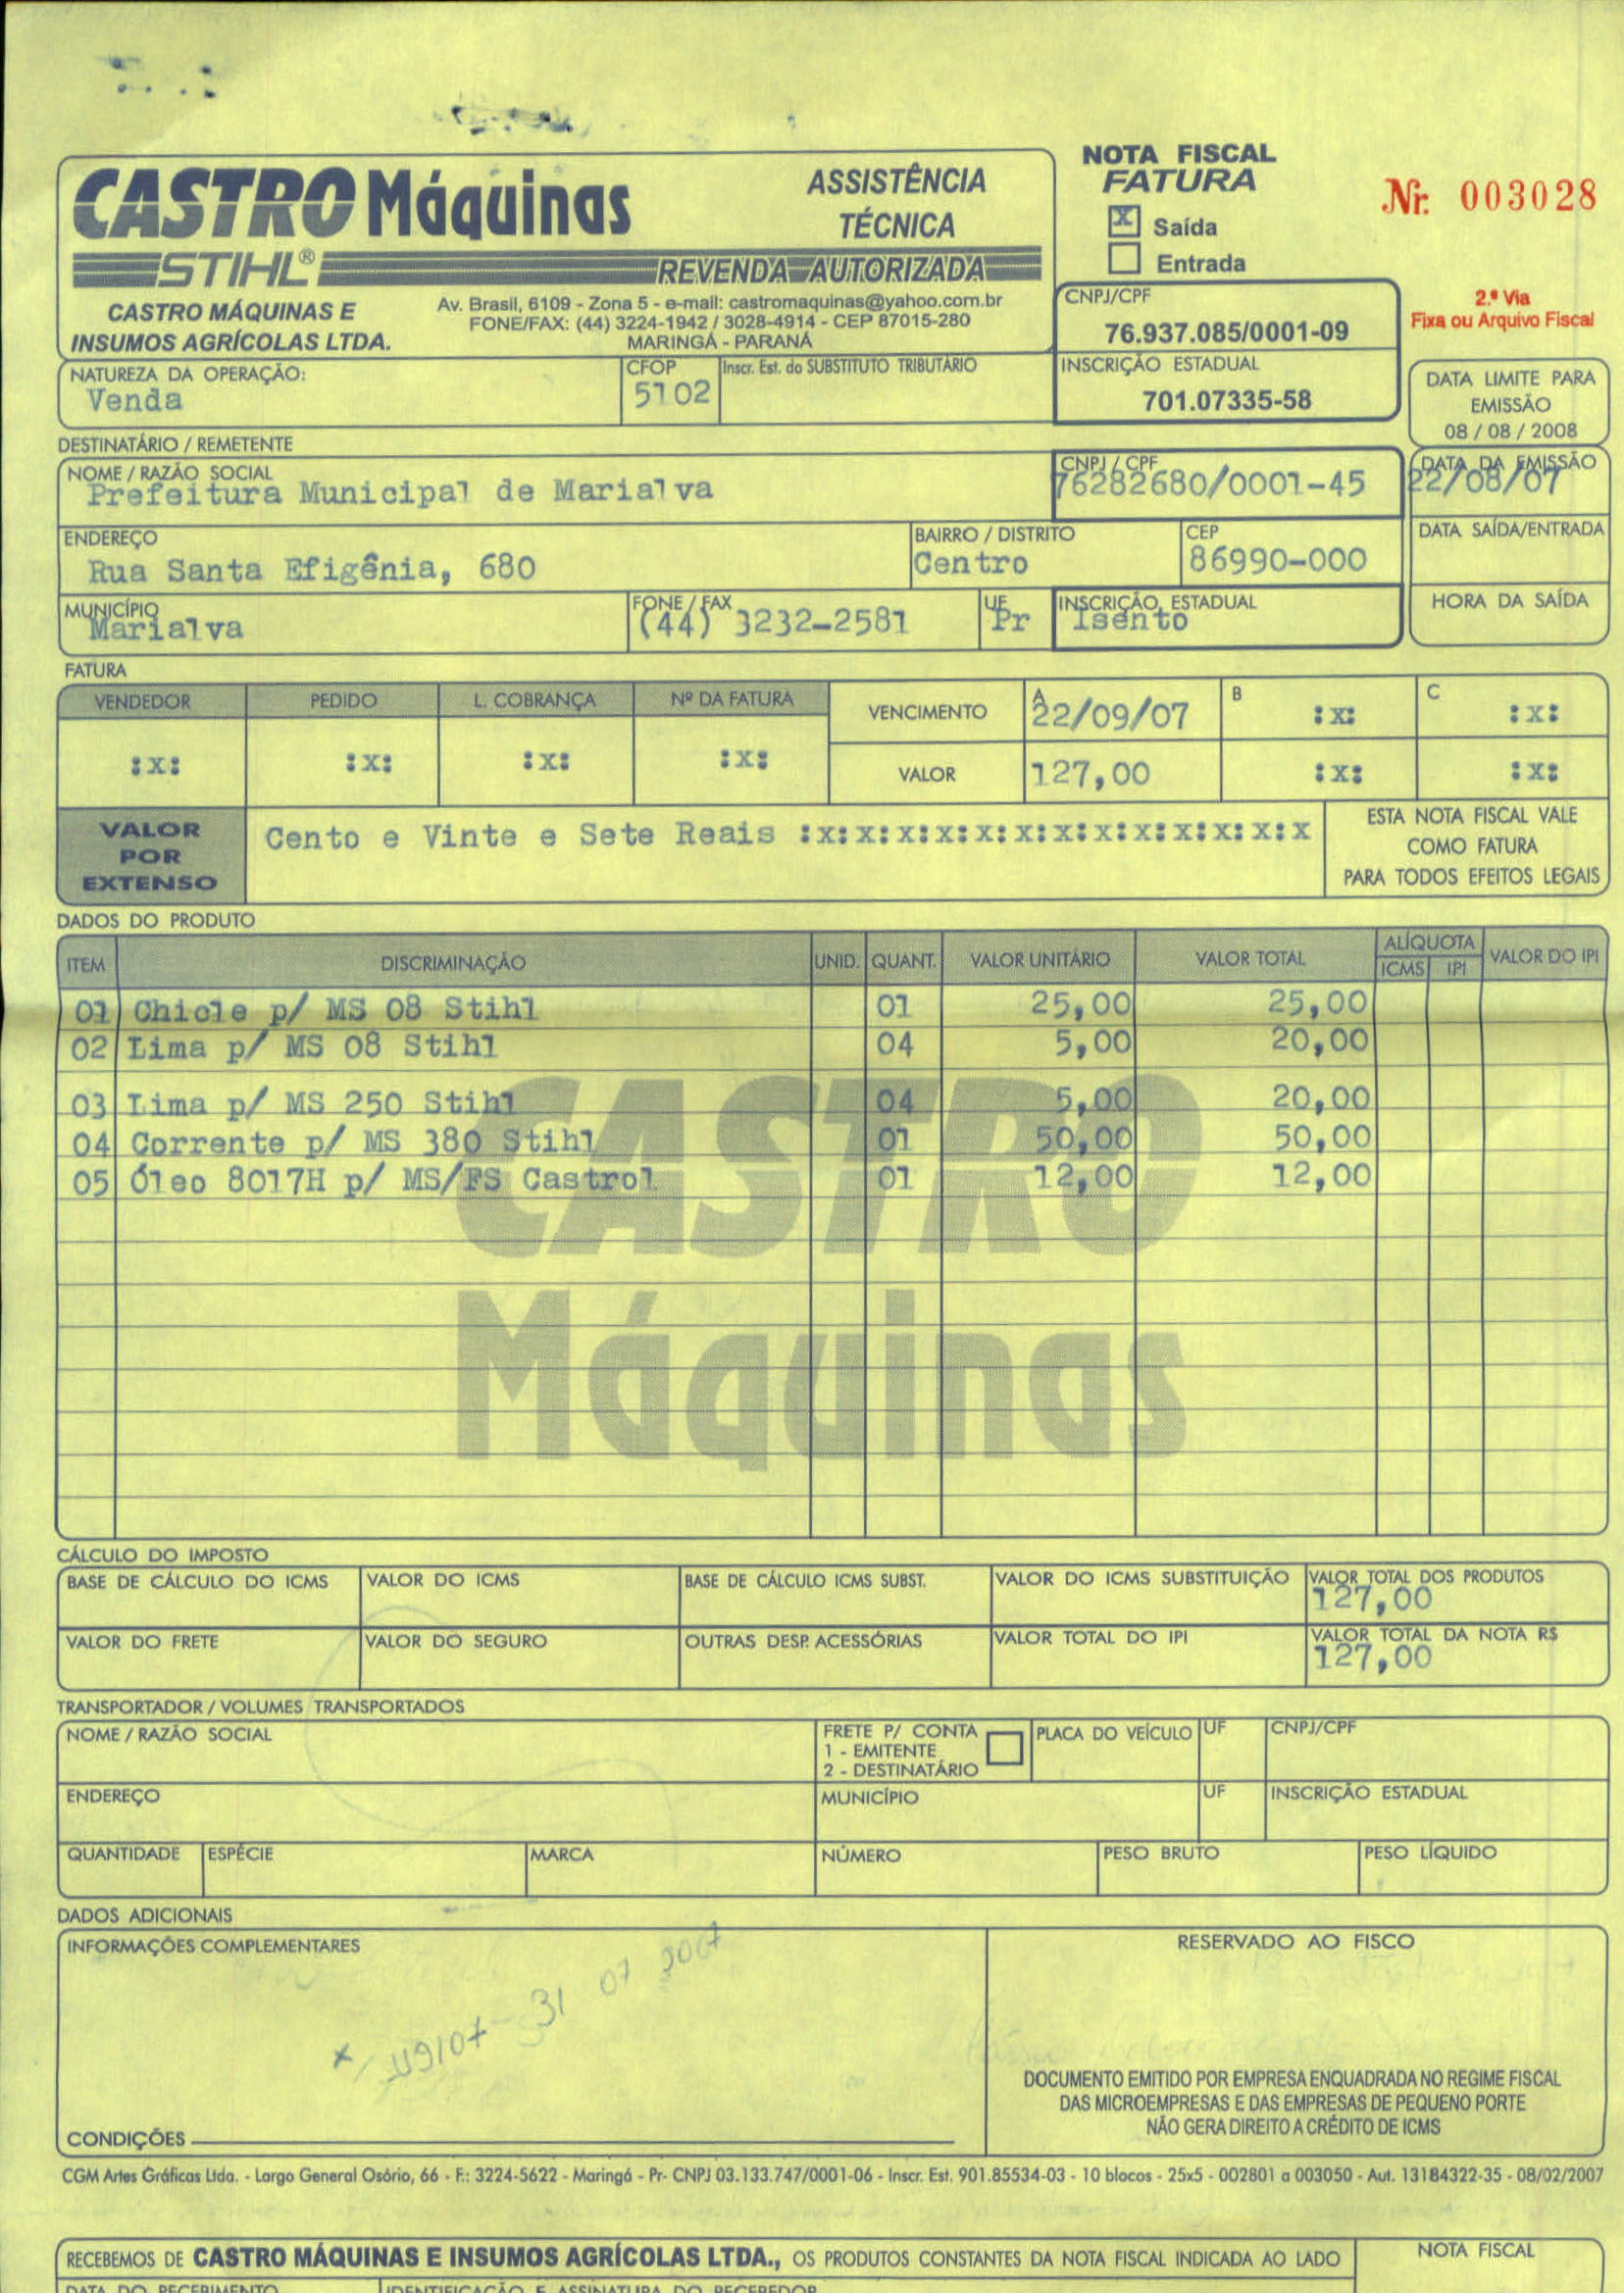 CASTRO Máquinas
ASSISTÊNCIA
TÉCNICA
STIHL®
REVENDA AUTORIZADA
CASTRO MÁQUINAS E
INSUMOS AGRÍCOLAS LTDA.
Av. Brasil, 6109 - Zona 5 - e-mail: castromaquinas@yahoo.com.br
FONE/FAX: (44) 3224-1942 / 3028-4914 - CEP 87015-280
MARINGÁ - PARANÁ
NOTA FISCAL
FATURA
X Saída
Entrada
Nr. 003028
CNPJ/CPF
76.937.085/0001-09
2.ª Via
Fixa ou Arquivo Fiscal
NATUREZA DA OPERAÇÃO:
Venda
CFOP
5102
Inscr. Est. do SUBSTITUTO TRIBUTÁRIO
INSCRIÇÃO ESTADUAL
701.07335-58
DATA LIMITE PARA
EMISSÃO
08 / 08 / 2008
DESTINATÁRIO / REMETENTE
NOME / RAZÃO SOCIAL
Prefeitura Municipal de Marialva
CNPJ / CPF
76282680/0001-45
DATA DA EMISSÃO
22/08/07
ENDEREÇO
Rua Santa Efigênia, 680
BAIRRO / DISTRITO
Centro
CEP
86990-000
DATA SAÍDA/ENTRADA
MUNICÍPIO
Marialva
FONE / FAX
(44) 3232-2581
UF
Pr
INSCRIÇÃO ESTADUAL
Isento
HORA DA SAÍDA
FATURA
VENDEDOR PEDIDO L. COBRANÇA Nº DA FATURA
VENCIMENTO A 22/09/07 B :x: C :x:
:x: :x: :x: :x:
VALOR 127,00 :x: :x:
VALOR
POR
EXTENSO
Cento e Vinte e Sete Reais :x:x:x:x:x:x:x:x:x:x:x:x:x
ESTA NOTA FISCAL VALE
COMO FATURA
PARA TODOS EFEITOS LEGAIS
DADOS DO PRODUTO
ITEM DISCRIMINAÇÃO UNID. QUANT. VALOR UNITÁRIO VALOR TOTAL ALÍQUOTA ICMS IPI VALOR DO IPI
01 Chicle p/ MS 08 Stihl 01 25,00 25,00
02 Lima p/ MS 08 Stihl 04 5,00 20,00
03 Lima p/ MS 250 Stihl 04 5,00 20,00
04 Corrente p/ MS 380 Stihl 01 50,00 50,00
05 Óleo 8017H p/ MS/FS Castrol 01 12,00 12,00
CASTRO
Máquinas
CÁLCULO DO IMPOSTO
BASE DE CÁLCULO DO ICMS VALOR DO ICMS BASE DE CÁLCULO ICMS SUBST. VALOR DO ICMS SUBSTITUIÇÃO VALOR TOTAL DOS PRODUTOS
127,00
VALOR DO FRETE VALOR DO SEGURO OUTRAS DESP. ACESSÓRIAS VALOR TOTAL DO IPI VALOR TOTAL DA NOTA R$
127,00
TRANSPORTADOR / VOLUMES TRANSPORTADOS
NOME / RAZÃO SOCIAL
FRETE P/ CONTA
1 - EMITENTE
2 - DESTINATÁRIO
PLACA DO VEÍCULO UF CNPJ/CPF
ENDEREÇO MUNICÍPIO UF INSCRIÇÃO ESTADUAL
QUANTIDADE ESPÉCIE MARCA NÚMERO PESO BRUTO PESO LÍQUIDO
DADOS ADICIONAIS
INFORMAÇÕES COMPLEMENTARES
31 07 2007
CONDIÇÕES
RESERVADO AO FISCO
DOCUMENTO EMITIDO POR EMPRESA ENQUADRADA NO REGIME FISCAL
DAS MICROEMPRESAS E DAS EMPRESAS DE PEQUENO PORTE
NÃO GERA DIREITO A CRÉDITO DE ICMS
CGM Artes Gráficas Ltda. - Largo General Osório, 66 - F.: 3224-5622 - Maringá - Pr- CNPJ 03.133.747/0001-06 - Inscr. Est. 901.85534-03 - 10 blocos - 25x5 - 002801 a 003050 - Aut. 13184322-35 - 08/02/2007
RECEBEMOS DE CASTRO MÁQUINAS E INSUMOS AGRÍCOLAS LTDA., OS PRODUTOS CONSTANTES DA NOTA FISCAL INDICADA AO LADO
NOTA FISCAL
DATA DO RECEBIMENTO IDENTIFICAÇÃO E ASSINATURA DO RECEBEDOR